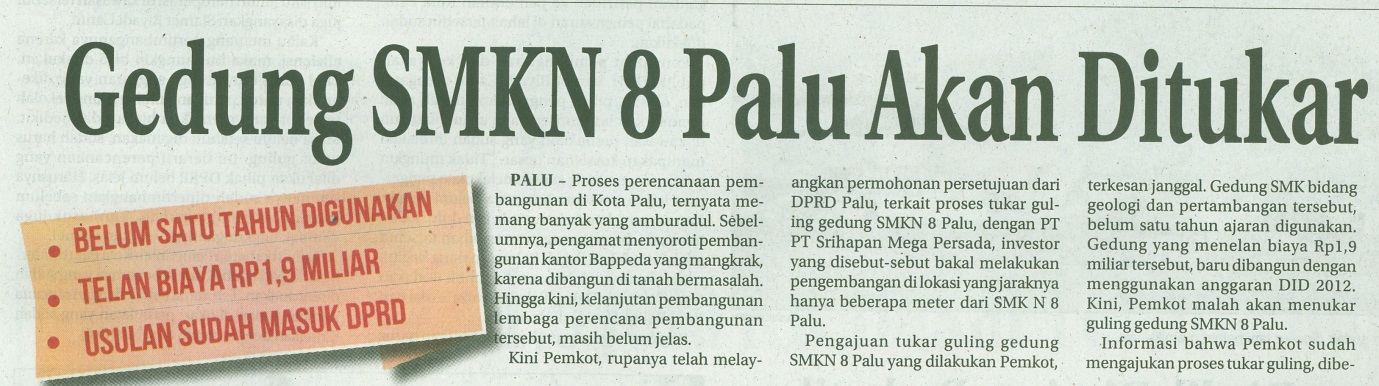 Gedung SMKN 8 Palu Akan Ditukar
• BELUM SATU TAHUN DIGUNAKAN
• TELAN BIAYA RP1,9 MILIAR
• USULAN SUDAH MASUK DPRD
PALU - Proses perencanaan pem-
bangunan di Kota Palu, ternyata me-
mang banyak yang amburadul. Sebel-
umnya, pengamat menyoroti pemban-
gunan kantor Bappeda yang mangkrak,
karena dibangun di tanah bermasalah.
Hingga kini, kelanjutan pembangunan
lembaga perencana pembangunan
tersebut, masih belum jelas.
Kini Pemkot, rupanya telah melay-
angkan permohonan persetujuan dari
DPRD Palu, terkait proses tukar gul-
ing gedung SMKN 8 Palu, dengan PT
PT Srihapan Mega Persada, investor
yang disebut-sebut bakal melakukan
pengembangan di lokasi yang jaraknya
hanya beberapa meter dari SMK N 8
Palu.
Pengajuan tukar guling gedung
SMKN 8 Palu yang dilakukan Pemkot,
terkesan janggal. Gedung SMK bidang
geologi dan pertambangan tersebut,
belum satu tahun ajaran digunakan.
Gedung yang menelan biaya Rp1,9
miliar tersebut, baru dibangun dengan
menggunakan anggaran DID 2012.
Kini, Pemkot malah akan menukar
guling gedung SMKN 8 Palu.
Informasi bahwa Pemkot sudah
mengajukan proses tukar guling, dibe-